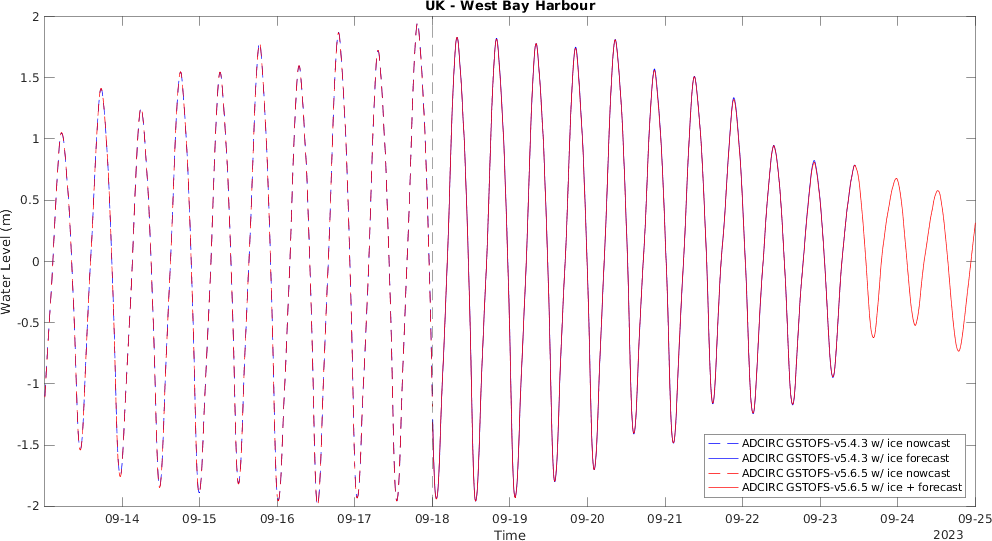 UK - West Bay Harbour
2
1.5
1
0.5
0
-0.5
-1
-1.5
-2
Water Level (m)
ADCIRC GSTOFS-v5.4.3 w/ ice nowcast
ADCIRC GSTOFS-v5.4.3 w/ ice forecast
ADCIRC GSTOFS-v5.6.5 w/ ice nowcast
ADCIRC GSTOFS-v5.6.5 w/ ice + forecast
09-14 09-15 09-16 09-17 09-18 09-19 09-20 09-21 09-22 09-23 09-24 09-25
Time
2023